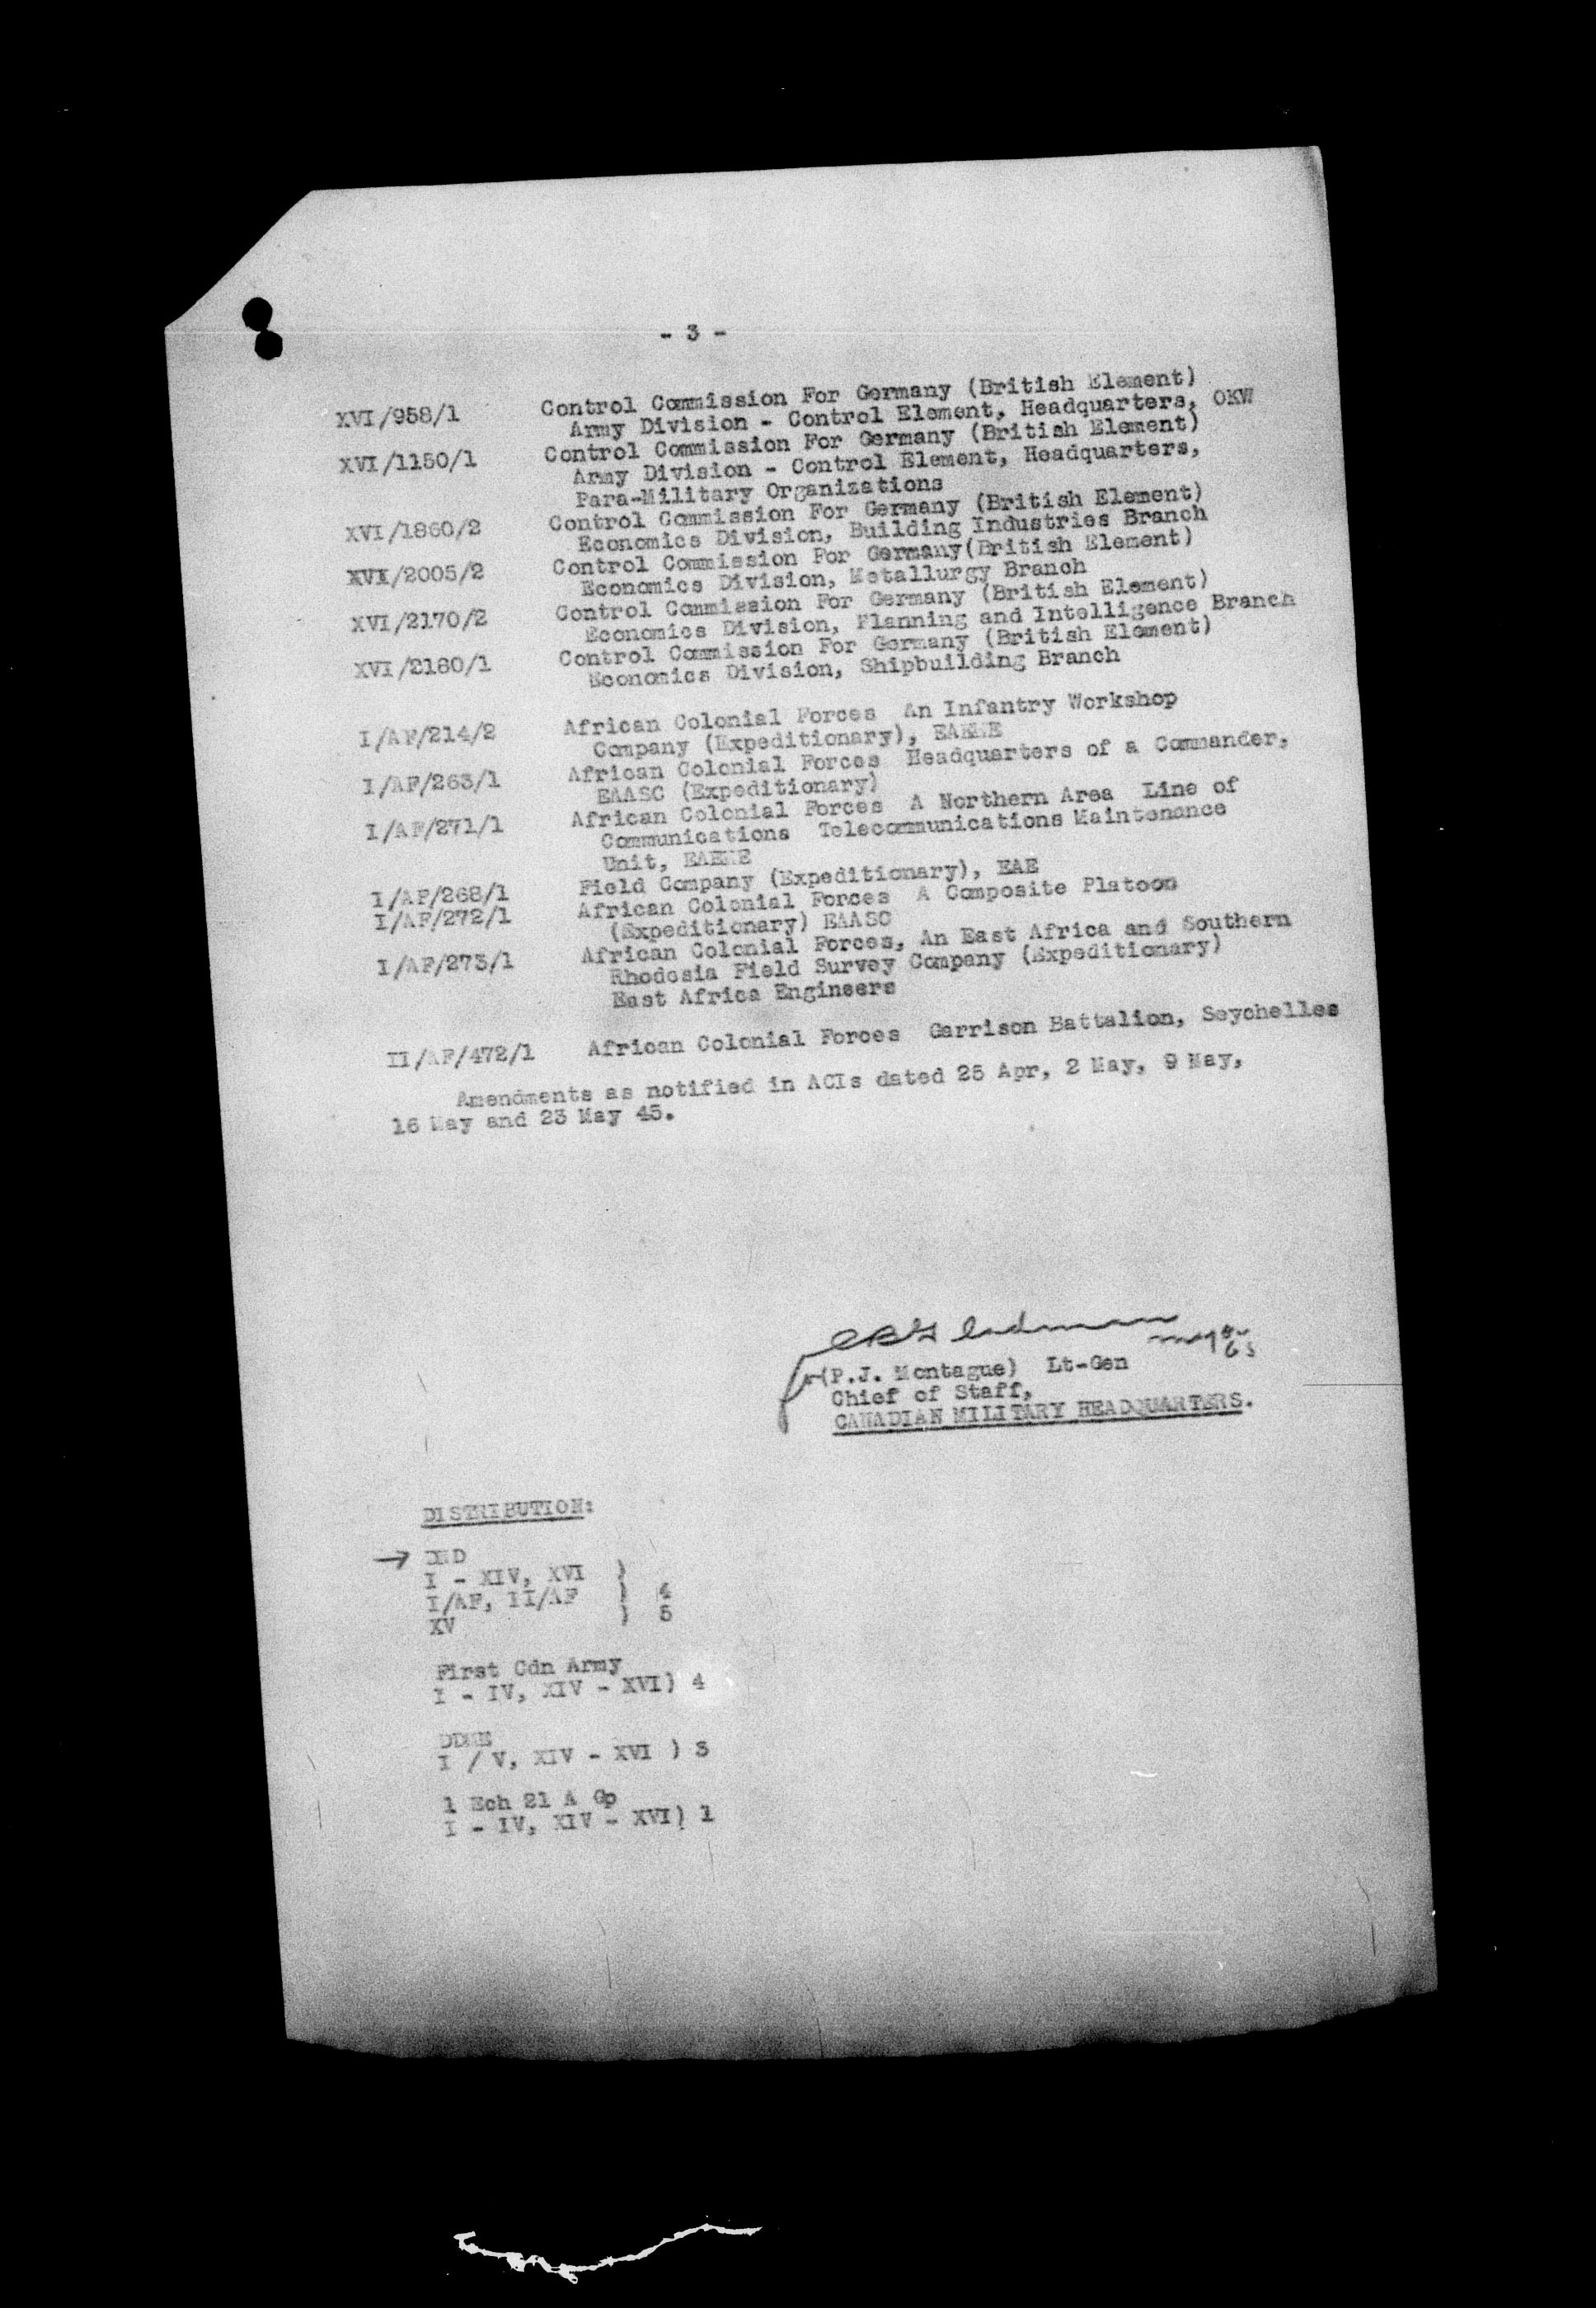 - 3 -
XVI/958/1 Control Commission For Germany (British Element)
Army Division - Control Element, Headquarters, OKW
XVI/1150/1 Control Commission For Germany (British Element)
Army Division - Control Element, Headquarters,
Para-Military Organizations
XVI/1860/2 Control Commission For Germany (British Element)
Economics Division, Building Industries Branch
XVI/2005/2 Control Commission For Germany(British Element)
Economics Division, Metallurgy Branch
XVI/2170/2 Control Commission For Germany (British Element)
Economics Division, Planning and Intelligence Branch
XVI/2180/1 Control Commission For Germany (British Element)
Economics Division, Shipbuilding Branch
I/AF/214/2 African Colonial Forces An Infantry Workshop
Company (Expeditionary), EAEME
I/AF/263/1 African Colonial Forces Headquarters of a Commander,
EAASC (Expeditionary)
I/AF/271/1 African Colonial Forces A Northern Area Line of
Communications Telecommunications Maintenance
Unit, EAEME
I/AF/268/1 Field Company (Expeditionary), EAE
I/AF/272/1 African Colonial Forces A Composite Platoon
(Expeditionary) EAASC
I/AF/273/1 African Colonial Forces, An East Africa and Southern
Rhodesia Field Survey Company (Expeditionary)
East Africa Engineers
II/AF/472/1 African Colonial Forces Garrison Battalion, Seychelles
Amendments as notified in ACIs dated 25 Apr, 2 May, 9 May,
16 May and 23 May 45.
(P.J. Montague) Lt-Gen
Chief of Staff,
CANADIAN MILITARY HEADQUARTERS.
DISTRIBUTION:
→ DND
I - XIV, XVI )
I/AF, II/AF ) 4
XV ) 5
First Cdn Army
I - IV, XIV - XVI) 4
DDME
I / V, XIV - XVI ) 3
1 Ech 21 A Gp
I - IV, XIV - XVI) 1